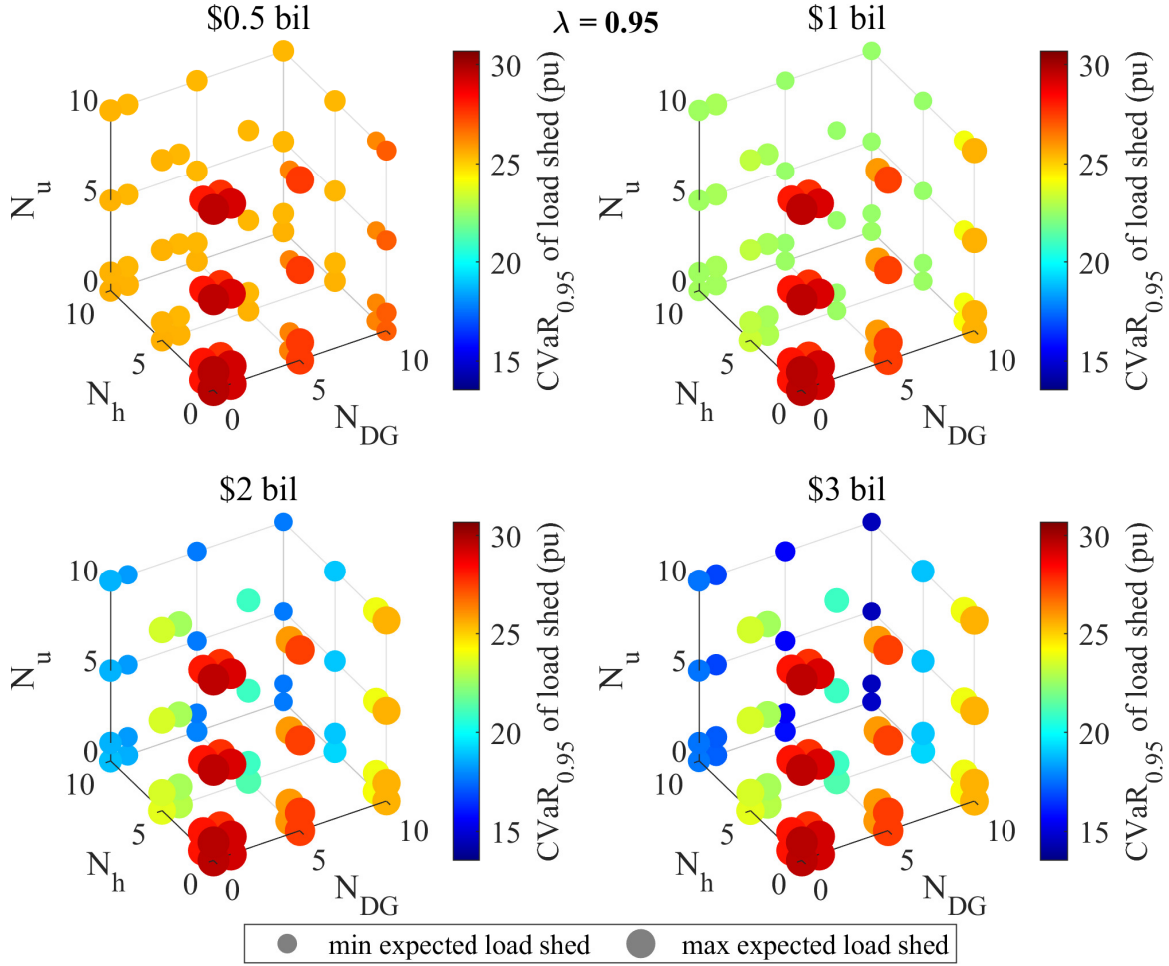 $0.5 bil
λ = 0.95
$1 bil
10
5
0
N_u
10
5
0
N_h
0
5
10
N_DG
30
25
20
15
CVaR_0.95 of load shed (pu)
10
5
0
N_u
10
5
0
N_h
0
5
10
N_DG
30
25
20
15
CVaR_0.95 of load shed (pu)
$2 bil
$3 bil
10
5
0
N_u
10
5
0
N_h
0
5
10
N_DG
30
25
20
15
CVaR_0.95 of load shed (pu)
10
5
0
N_u
10
5
0
N_h
0
5
10
N_DG
30
25
20
15
CVaR_0.95 of load shed (pu)
min expected load shed
max expected load shed